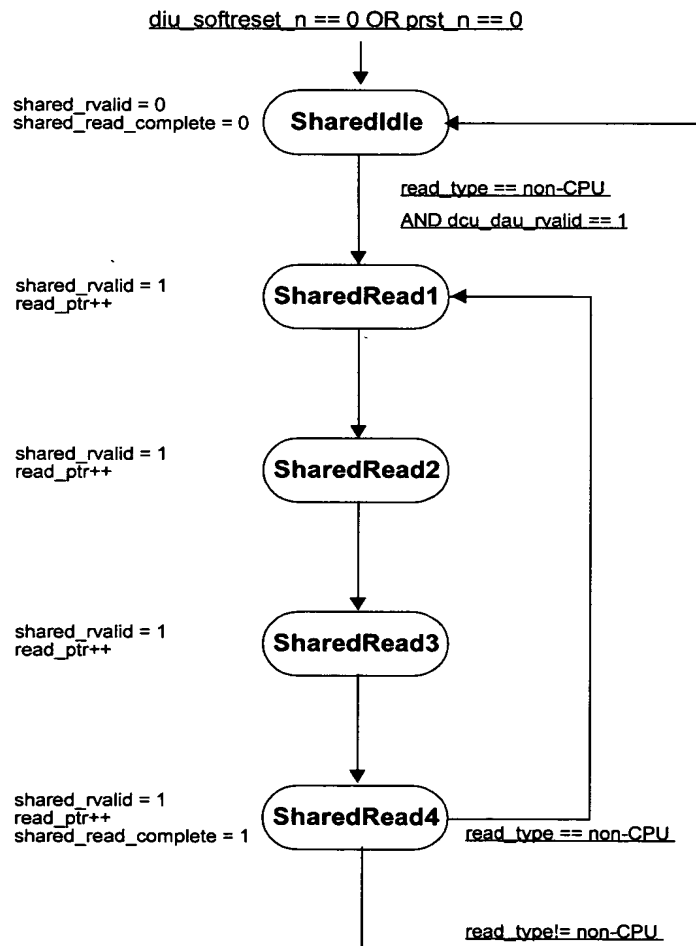 diu_softreset_n == 0 OR prst_n == 0
shared_rvalid = 0
shared_read_complete = 0
SharedIdle
read_type == non-CPU
AND dcu_dau_rvalid == 1
shared_rvalid = 1
read_ptr++
SharedRead1
shared_rvalid = 1
read_ptr++
SharedRead2
shared_rvalid = 1
read_ptr++
SharedRead3
shared_rvalid = 1
read_ptr++
shared_read_complete = 1
SharedRead4
read_type == non-CPU
read_type!= non-CPU